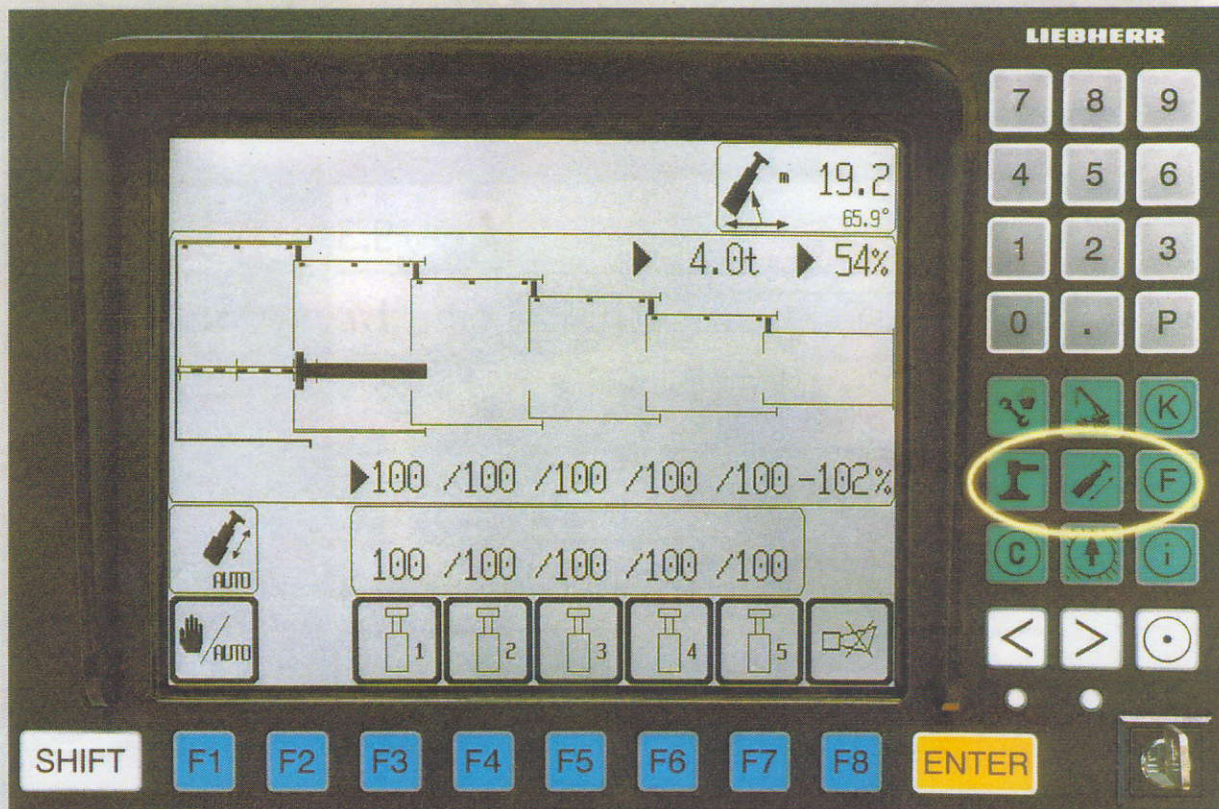 LIEBHERR
7 8 9
m 19.2
65.9°
4 5 6
4.0t 54%
1 2 3
0 . P
K
▶100 /100 /100 /100 /100 -102%
F
AUTO
100 /100 /100 /100 /100
C i
/AUTO 1 2 3 4 5
< >
SHIFT F1 F2 F3 F4 F5 F6 F7 F8 ENTER